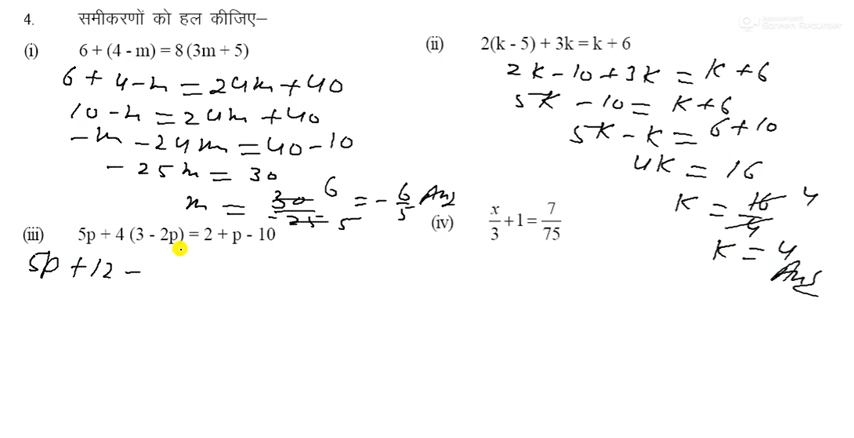 4. समीकरणों को हल कीजिए–
(i) 6 + (4 - m) = 8 (3m + 5)
6 + 4 - m = 24m + 40
10 - m = 24m + 40
- m - 24m = 40 - 10
- 25m = 30
m = 30 6 / - 25 5 = - 6/5 Ans
(ii) 2(k - 5) + 3k = k + 6
2k - 10 + 3k = k + 6
5k - 10 = k + 6
5k - k = 6 + 10
4k = 16
k = 16 4 / 4
k = 4
Ans
(iii) 5p + 4 (3 - 2p) = 2 + p - 10
5p + 12 -
(iv) x/3 + 1 = 7/75